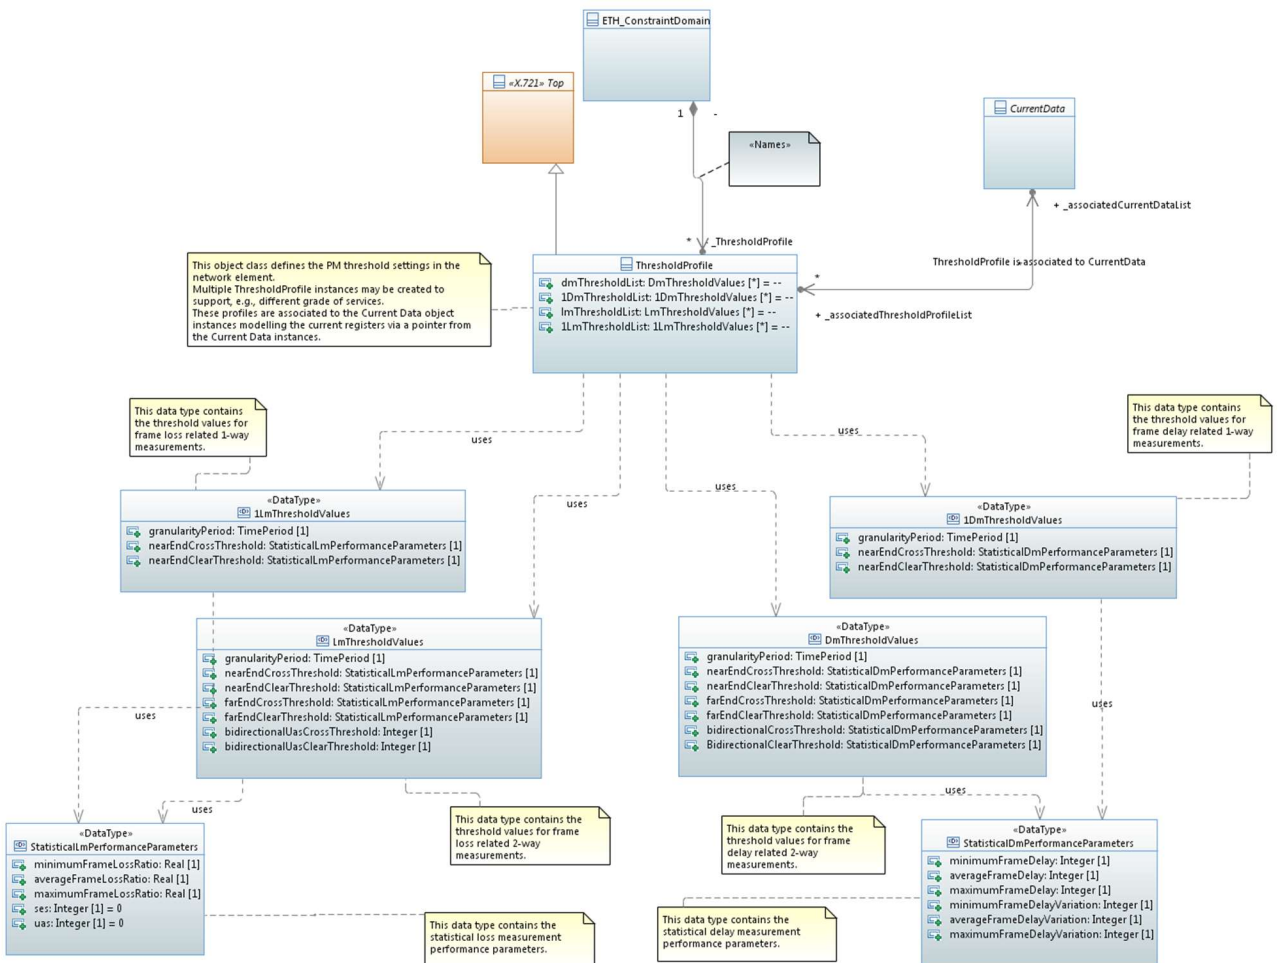 ETH_ConstraintDomain
«X.721» Top
1
-
«Names»
CurrentData
+ _associatedCurrentDataList
* - _ThresholdProfile
ThresholdProfile is associated to CurrentData
*
+ _associatedThresholdProfileList
This object class defines the PM threshold settings in the
network element.
Multiple ThresholdProfile instances may be created to
support, e.g., different grade of services.
These profiles are associated to the Current Data object
instances modelling the current registers via a pointer from
the Current Data instances.
ThresholdProfile
dmThresholdList: DmThresholdValues [*] = --
1DmThresholdList: 1DmThresholdValues [*] = --
lmThresholdList: LmThresholdValues [*] = --
1LmThresholdList: 1LmThresholdValues [*] = --
This data type contains
the threshold values for
frame loss related 1-way
measurements.
This data type contains
the threshold values for
frame delay related 1-way
measurements.
uses
uses
uses
uses
«DataType»
1LmThresholdValues
granularityPeriod: TimePeriod [1]
nearEndCrossThreshold: StatisticalLmPerformanceParameters [1]
nearEndClearThreshold: StatisticalLmPerformanceParameters [1]
«DataType»
1DmThresholdValues
granularityPeriod: TimePeriod [1]
nearEndCrossThreshold: StatisticalDmPerformanceParameters [1]
nearEndClearThreshold: StatisticalDmPerformanceParameters [1]
«DataType»
LmThresholdValues
granularityPeriod: TimePeriod [1]
nearEndCrossThreshold: StatisticalLmPerformanceParameters [1]
nearEndClearThreshold: StatisticalLmPerformanceParameters [1]
farEndCrossThreshold: StatisticalLmPerformanceParameters [1]
farEndClearThreshold: StatisticalLmPerformanceParameters [1]
bidirectionalUasCrossThreshold: Integer [1]
bidirectionalUasClearThreshold: Integer [1]
«DataType»
DmThresholdValues
granularityPeriod: TimePeriod [1]
nearEndCrossThreshold: StatisticalDmPerformanceParameters [1]
nearEndClearThreshold: StatisticalDmPerformanceParameters [1]
farEndCrossThreshold: StatisticalDmPerformanceParameters [1]
farEndClearThreshold: StatisticalDmPerformanceParameters [1]
bidirectionalCrossThreshold: StatisticalDmPerformanceParameters [1]
BidirectionalClearThreshold: StatisticalDmPerformanceParameters [1]
uses
uses
uses
uses
This data type contains the
threshold values for frame
loss related 2-way
measurements.
This data type contains the
threshold values for frame
delay related 2-way
measurements.
«DataType»
StatisticalLmPerformanceParameters
minimumFrameLossRatio: Real [1]
averageFrameLossRatio: Real [1]
maximumFrameLossRatio: Real [1]
ses: Integer [1] = 0
uas: Integer [1] = 0
This data type contains the
statistical loss measurement
performance parameters.
This data type contains the
statistical delay measurement
performance parameters.
«DataType»
StatisticalDmPerformanceParameters
minimumFrameDelay: Integer [1]
averageFrameDelay: Integer [1]
maximumFrameDelay: Integer [1]
minimumFrameDelayVariation: Integer [1]
averageFrameDelayVariation: Integer [1]
maximumFrameDelayVariation: Integer [1]